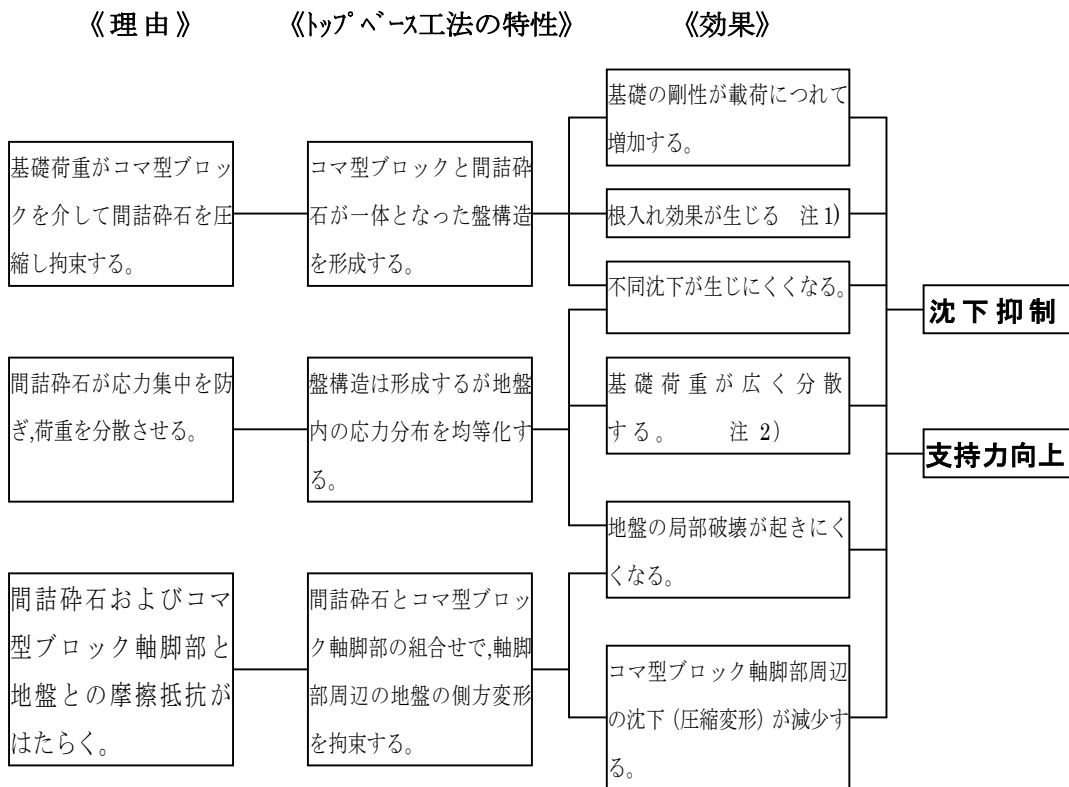 《理由》
《ﾄｯﾌﾟﾍﾞｰｽ工法の特性》
《効果》
基礎荷重がコマ型ブロッ
クを介して間詰砕石を圧
縮し拘束する。
コマ型ブロックと間詰砕
石が一体となった盤構造
を形成する。
基礎の剛性が載荷につれて
増加する。
根入れ効果が生じる 注1)
不同沈下が生じにくくなる。
間詰砕石が応力集中を防
ぎ,荷重を分散させる。
盤構造は形成するが地盤
内の応力分布を均等化す
る。
基礎荷重が広く分散
する。 注 2)
地盤の局部破壊が起きにく
くなる。
間詰砕石およびコマ
型ブロック軸脚部と
地盤との摩擦抵抗が
はたらく。
間詰砕石とコマ型ブロッ
ク軸脚部の組合せで,軸脚
部周辺の地盤の側方変形
を拘束する。
コマ型ブロック軸脚部周辺
の沈下（圧縮変形）が減少す
る。
沈下抑制
支持力向上